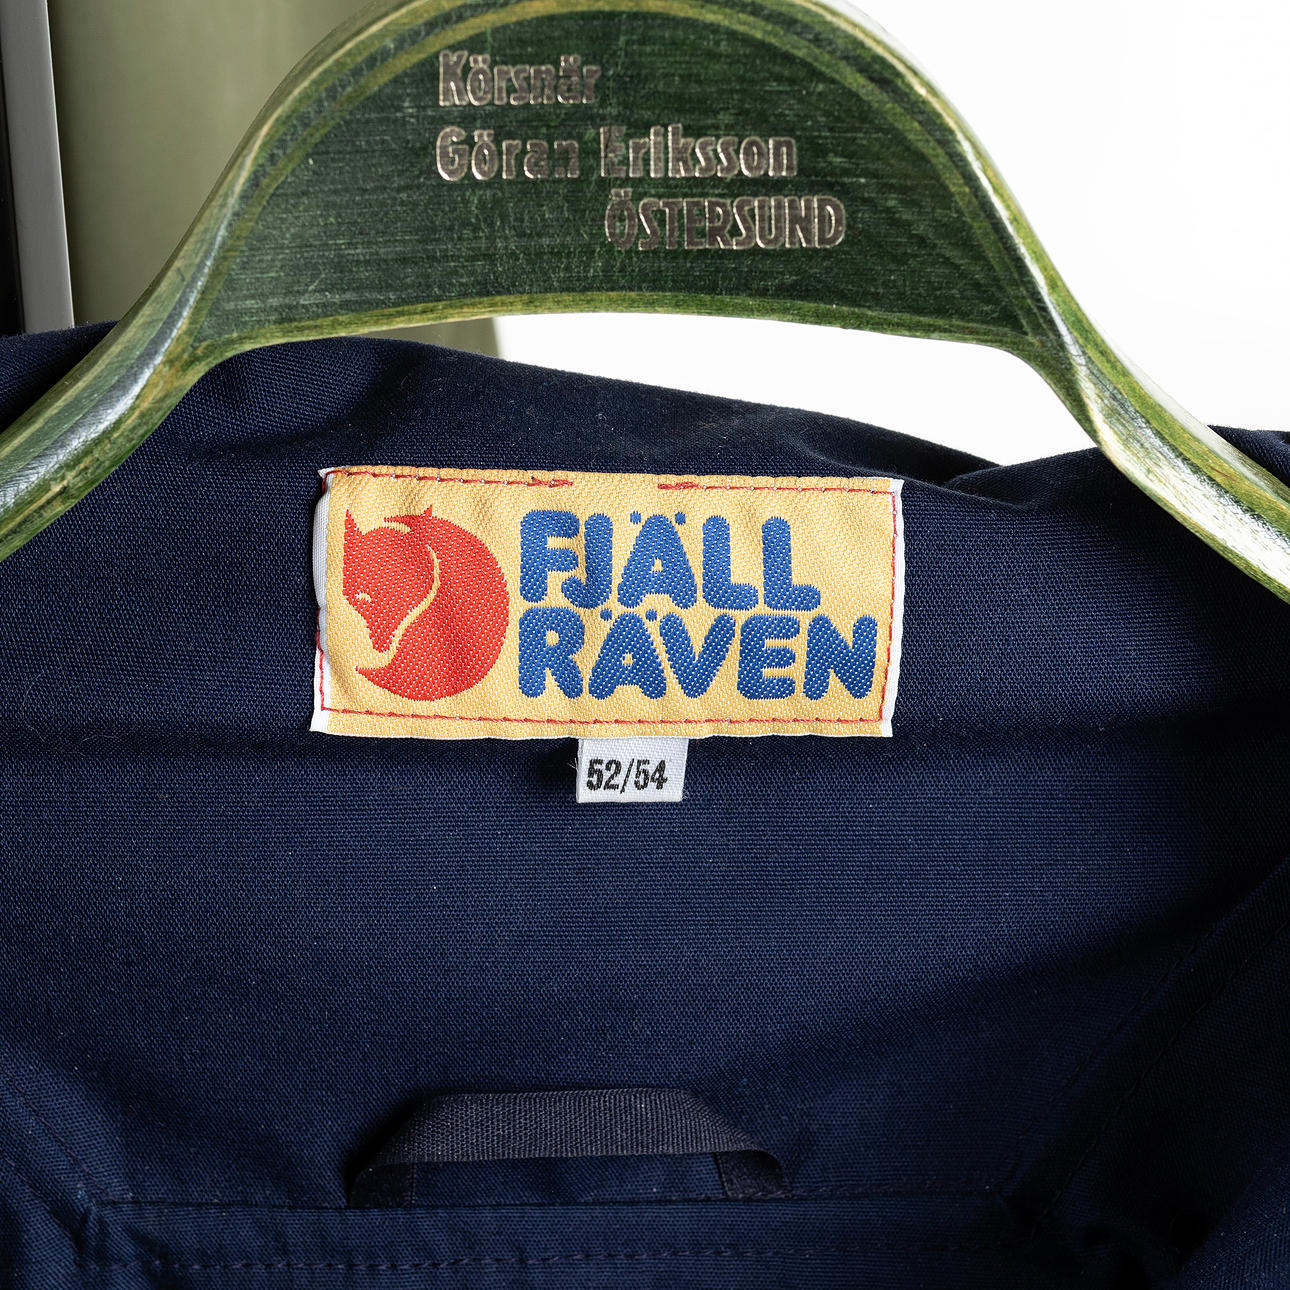 Körsnär
Göran Eriksson
ÖSTERSUND
FJÄLL
RÄVEN
52/54